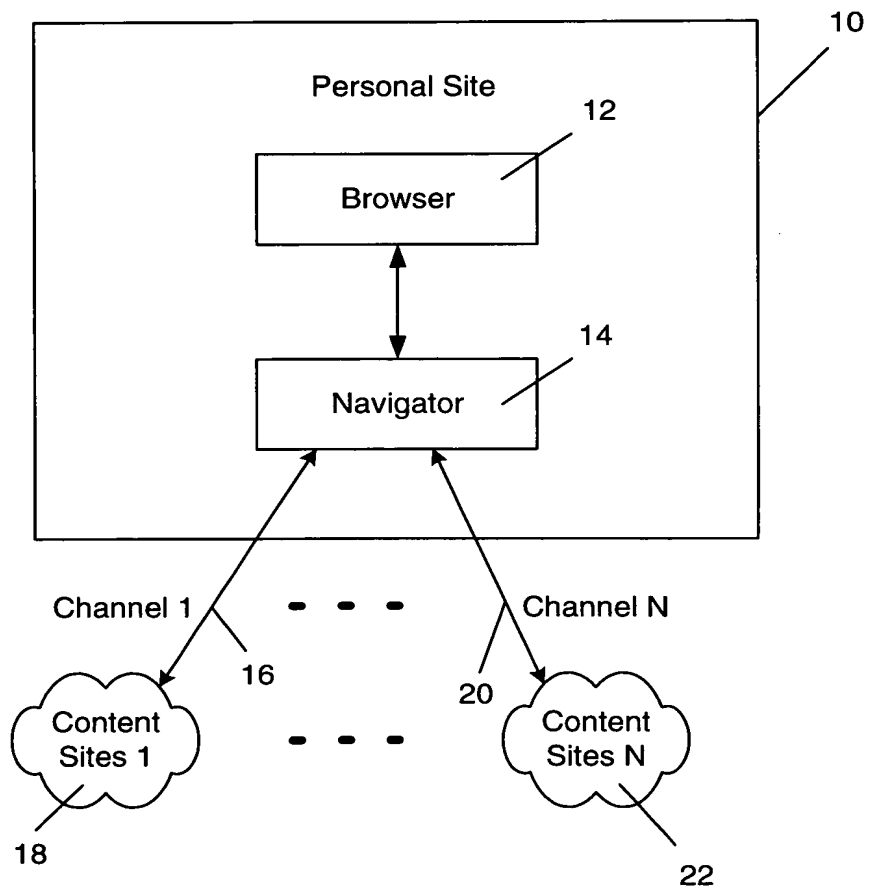 10
Personal Site
12
Browser
14
Navigator
Channel 1
Channel N
16
20
Content
Sites 1
Content
Sites N
18
22